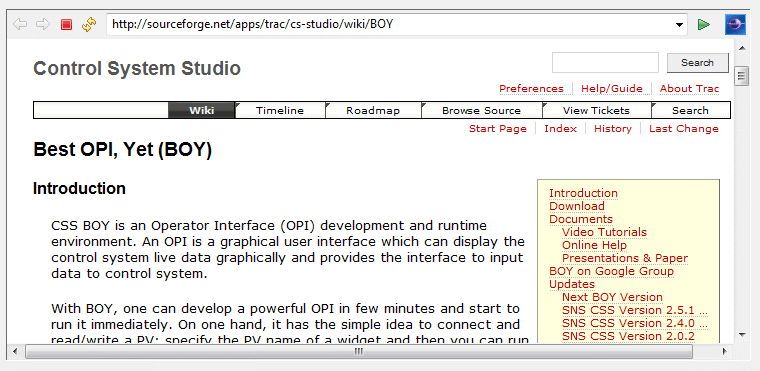 http://sourceforge.net/apps/trac/cs-studio/wiki/BOY
Control System Studio
Search
Preferences Help/Guide About Trac
Wiki Timeline Roadmap Browse Source View Tickets Search
Start Page Index History Last Change
Best OPI, Yet (BOY)
Introduction
CSS BOY is an Operator Interface (OPI) development and runtime
environment. An OPI is a graphical user interface which can display the
control system live data graphically and provides the interface to input
data to control system.
With BOY, one can develop a powerful OPI in few minutes and start to
run it immediately. On one hand, it has the simple idea to connect and
read/write a PV: specify the PV name of a widget and then you can run
Introduction
Download
Documents
Video Tutorials
Online Help
Presentations & Paper
BOY on Google Group
Updates
Next BOY Version
SNS CSS Version 2.5.1 ...
SNS CSS Version 2.4.0 ...
SNS CSS Version 2.0.2